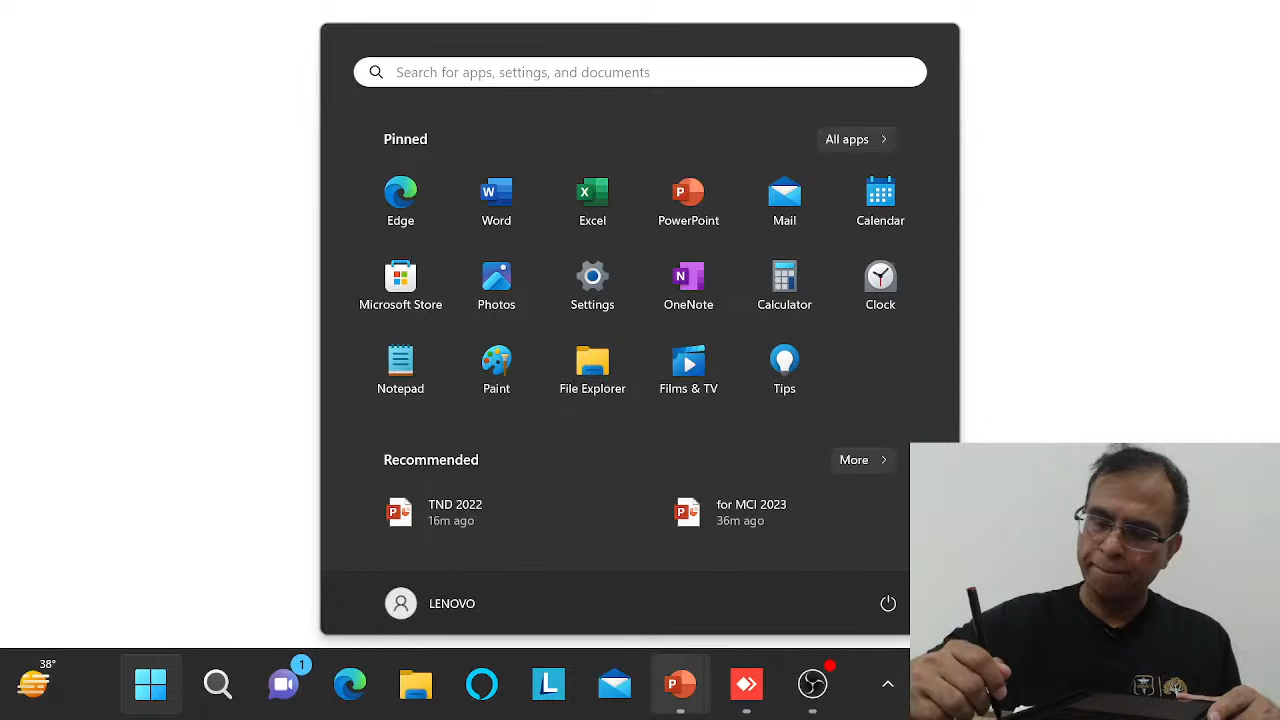 Search for apps, settings, and documents
Pinned
All apps
Edge
Word
Excel
PowerPoint
Mail
Calendar
Microsoft Store
Photos
Settings
OneNote
Calculator
Clock
Notepad
Paint
File Explorer
Films & TV
Tips
Recommended
More
TND 2022
16m ago
for MCI 2023
36m ago
LENOVO
38°
1